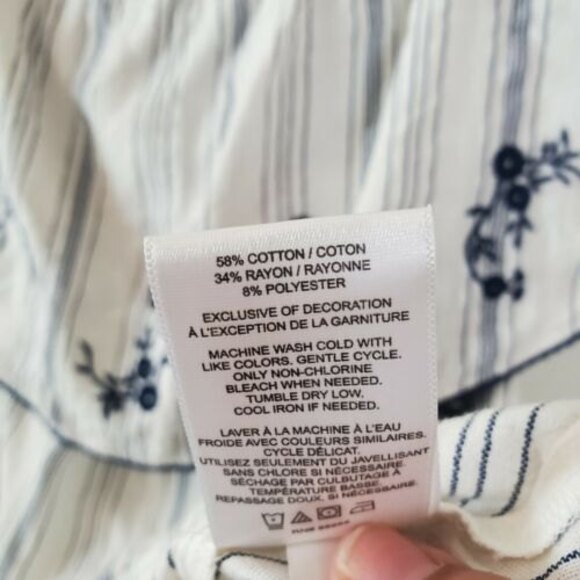 58% COTTON / COTON
34% RAYON / RAYONNE
8% POLYESTER
EXCLUSIVE OF DECORATION
À L'EXCEPTION DE LA GARNITURE
MACHINE WASH COLD WITH
LIKE COLORS. GENTLE CYCLE.
ONLY NON-CHLORINE
BLEACH WHEN NEEDED.
TUMBLE DRY LOW.
COOL IRON IF NEEDED.
LAVER À LA MACHINE À L'EAU
FROIDE AVEC COULEURS SIMILAIRES.
CYCLE DÉLICAT.
UTILISEZ SEULEMENT DU JAVELLISANT
SANS CHLORE SI NÉCESSAIRE.
SÉCHAGE PAR CULBUTAGE À
TEMPÉRATURE BASSE.
REPASSAGE DOUX, SI NÉCESSAIRE.